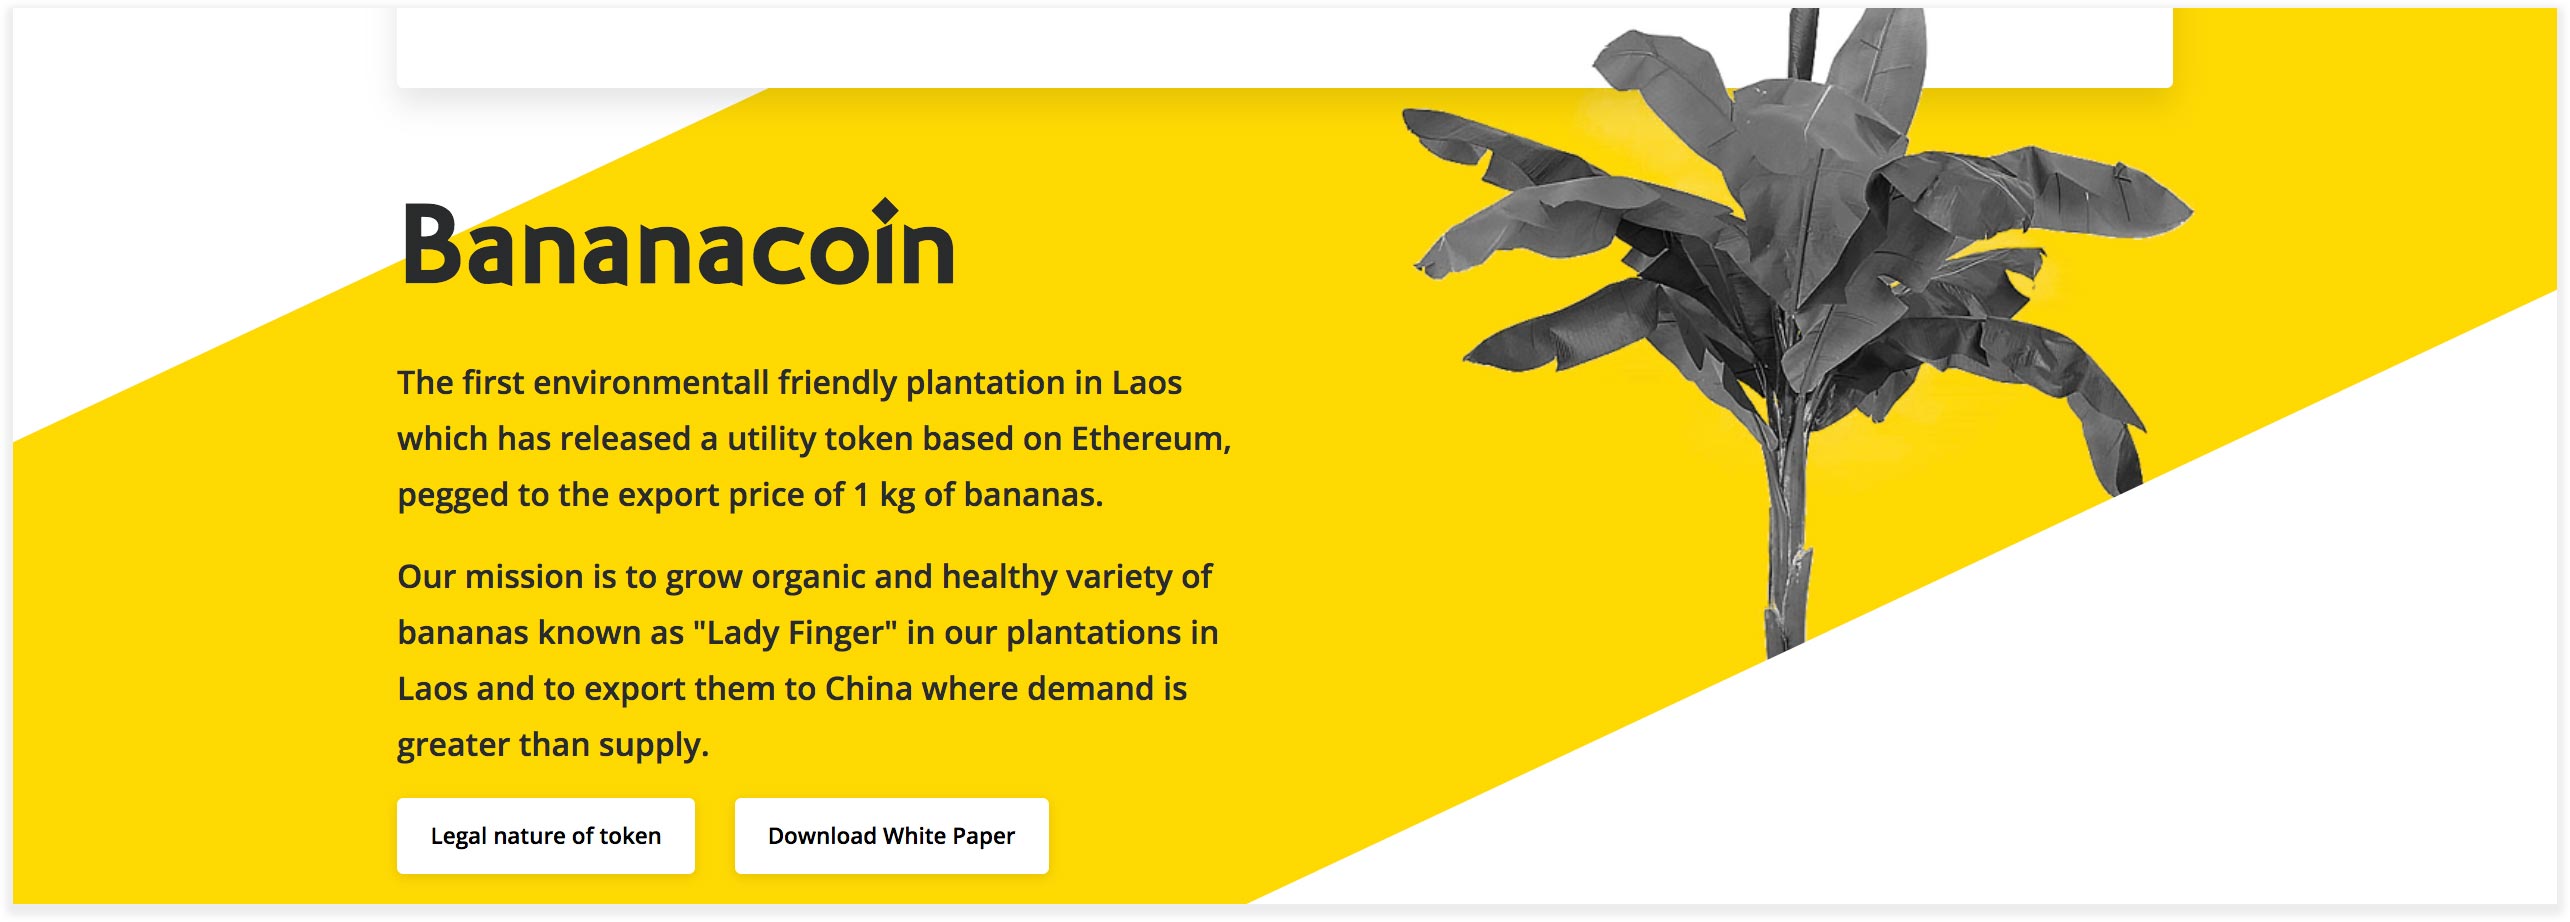 Bananacoin
The first environmentall friendly plantation in Laos
which has released a utility token based on Ethereum,
pegged to the export price of 1 kg of bananas.
Our mission is to grow organic and healthy variety of
bananas known as "Lady Finger" in our plantations in
Laos and to export them to China where demand is
greater than supply.
Legal nature of token
Download White Paper